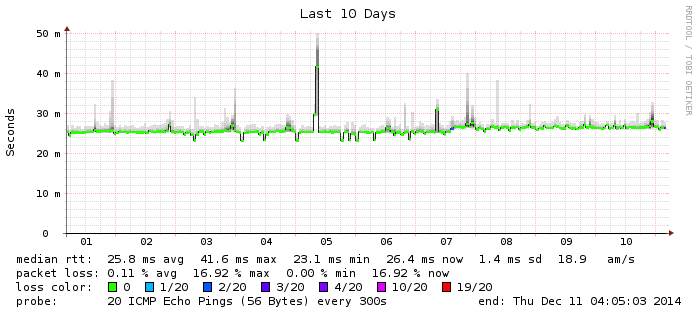 Last 10 Days
RRDTOOL / TOBI OETIKER
Seconds
50 m
40 m
30 m
20 m
10 m
0
01 02 03 04 05 06 07 08 09 10
median rtt: 25.8 ms avg 41.6 ms max 23.1 ms min 26.4 ms now 1.4 ms sd 18.9 am/s
packet loss: 0.11 % avg 16.92 % max 0.00 % min 16.92 % now
loss color: 0 1/20 2/20 3/20 4/20 10/20 19/20
probe: 20 ICMP Echo Pings (56 Bytes) every 300s end: Thu Dec 11 04:05:03 2014